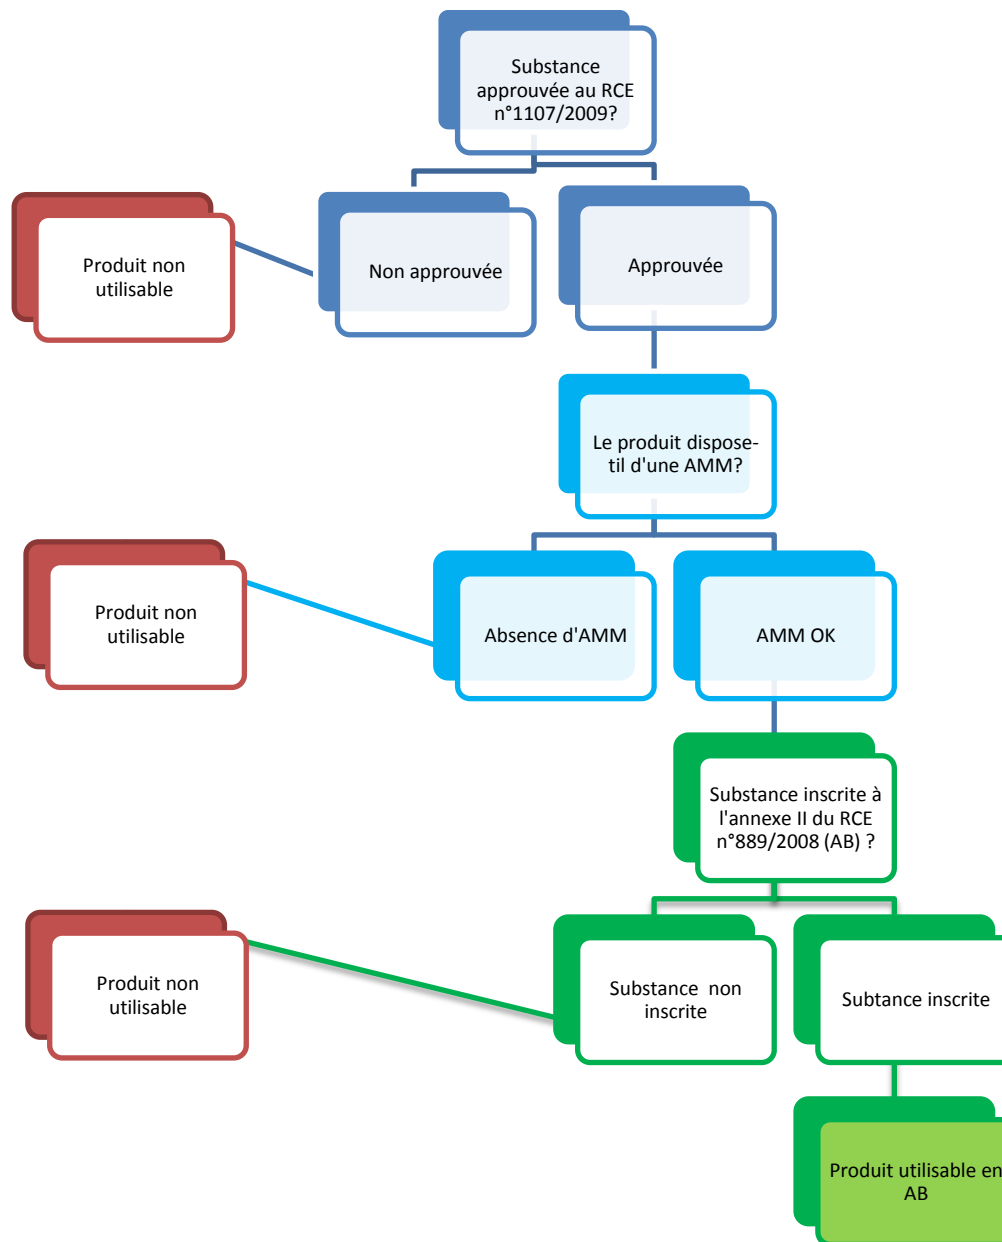 Substance
approuvée au RCE
n°1107/2009?
Produit non
utilisable
Non approuvée
Approuvée
Le produit dispose-
til d'une AMM?
Produit non
utilisable
Absence d'AMM
AMM OK
Substance inscrite à
l'annexe II du RCE
n°889/2008 (AB) ?
Produit non
utilisable
Substance non
inscrite
Subtance inscrite
Produit utilisable en
AB